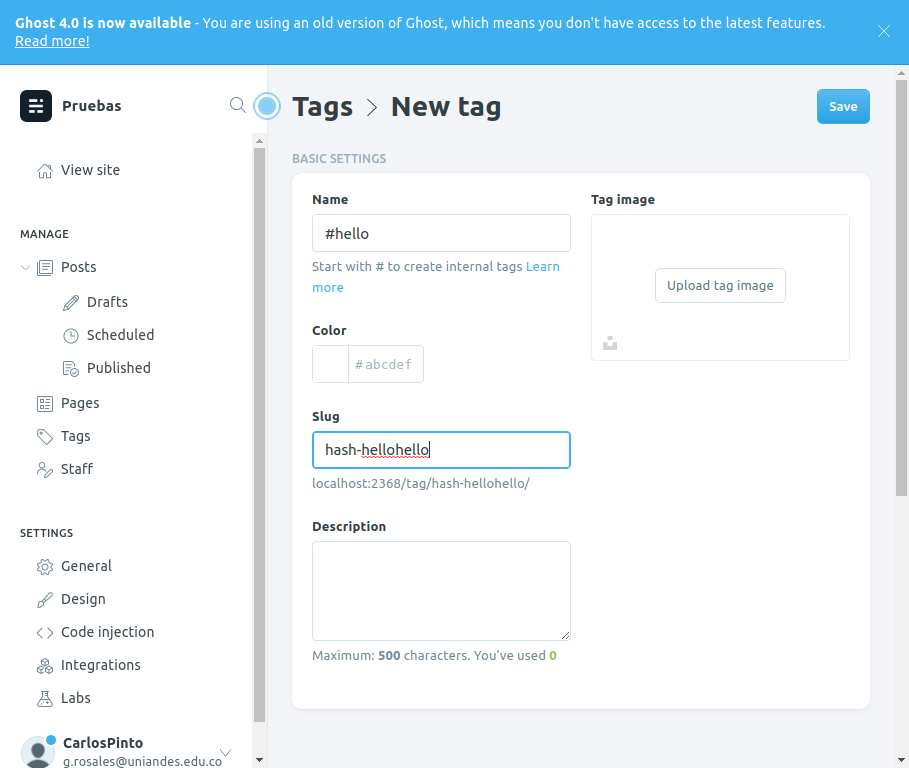 Ghost 4.0 is now available - You are using an old version of Ghost, which means you don't have access to the latest features.
Read more!
Pruebas
View site
MANAGE
Posts
Drafts
Scheduled
Published
Pages
Tags
Staff
SETTINGS
General
Design
Code injection
Integrations
Labs
CarlosPinto
g.rosales@uniandes.edu.co
Tags > New tag
Save
BASIC SETTINGS
Name
#hello
Start with # to create internal tags Learn
more
Color
#abcdef
Slug
hash-hellohello
localhost:2368/tag/hash-hellohello/
Description
Maximum: 500 characters. You’ve used 0
Tag image
Upload tag image